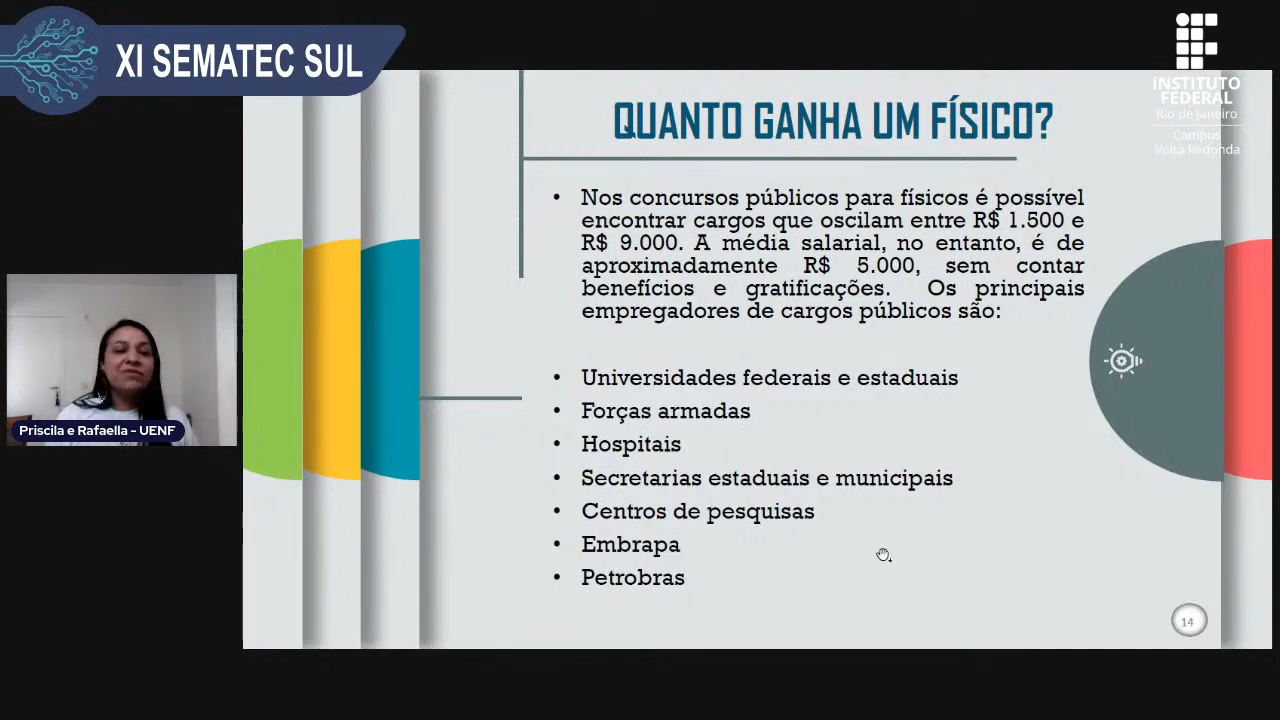 XI SEMATEC SUL
INSTITUTO
FEDERAL
Rio de Janeiro
Campus
Volta Redonda
QUANTO GANHA UM FÍSICO?
• Nos concursos públicos para físicos é possível
encontrar cargos que oscilam entre R$ 1.500 e
R$ 9.000. A média salarial, no entanto, é de
aproximadamente R$ 5.000, sem contar
benefícios e gratificações. Os principais
empregadores de cargos públicos são:
• Universidades federais e estaduais
• Forças armadas
• Hospitais
• Secretarias estaduais e municipais
• Centros de pesquisas
• Embrapa
• Petrobras
Priscila e Rafaella - UENF
14